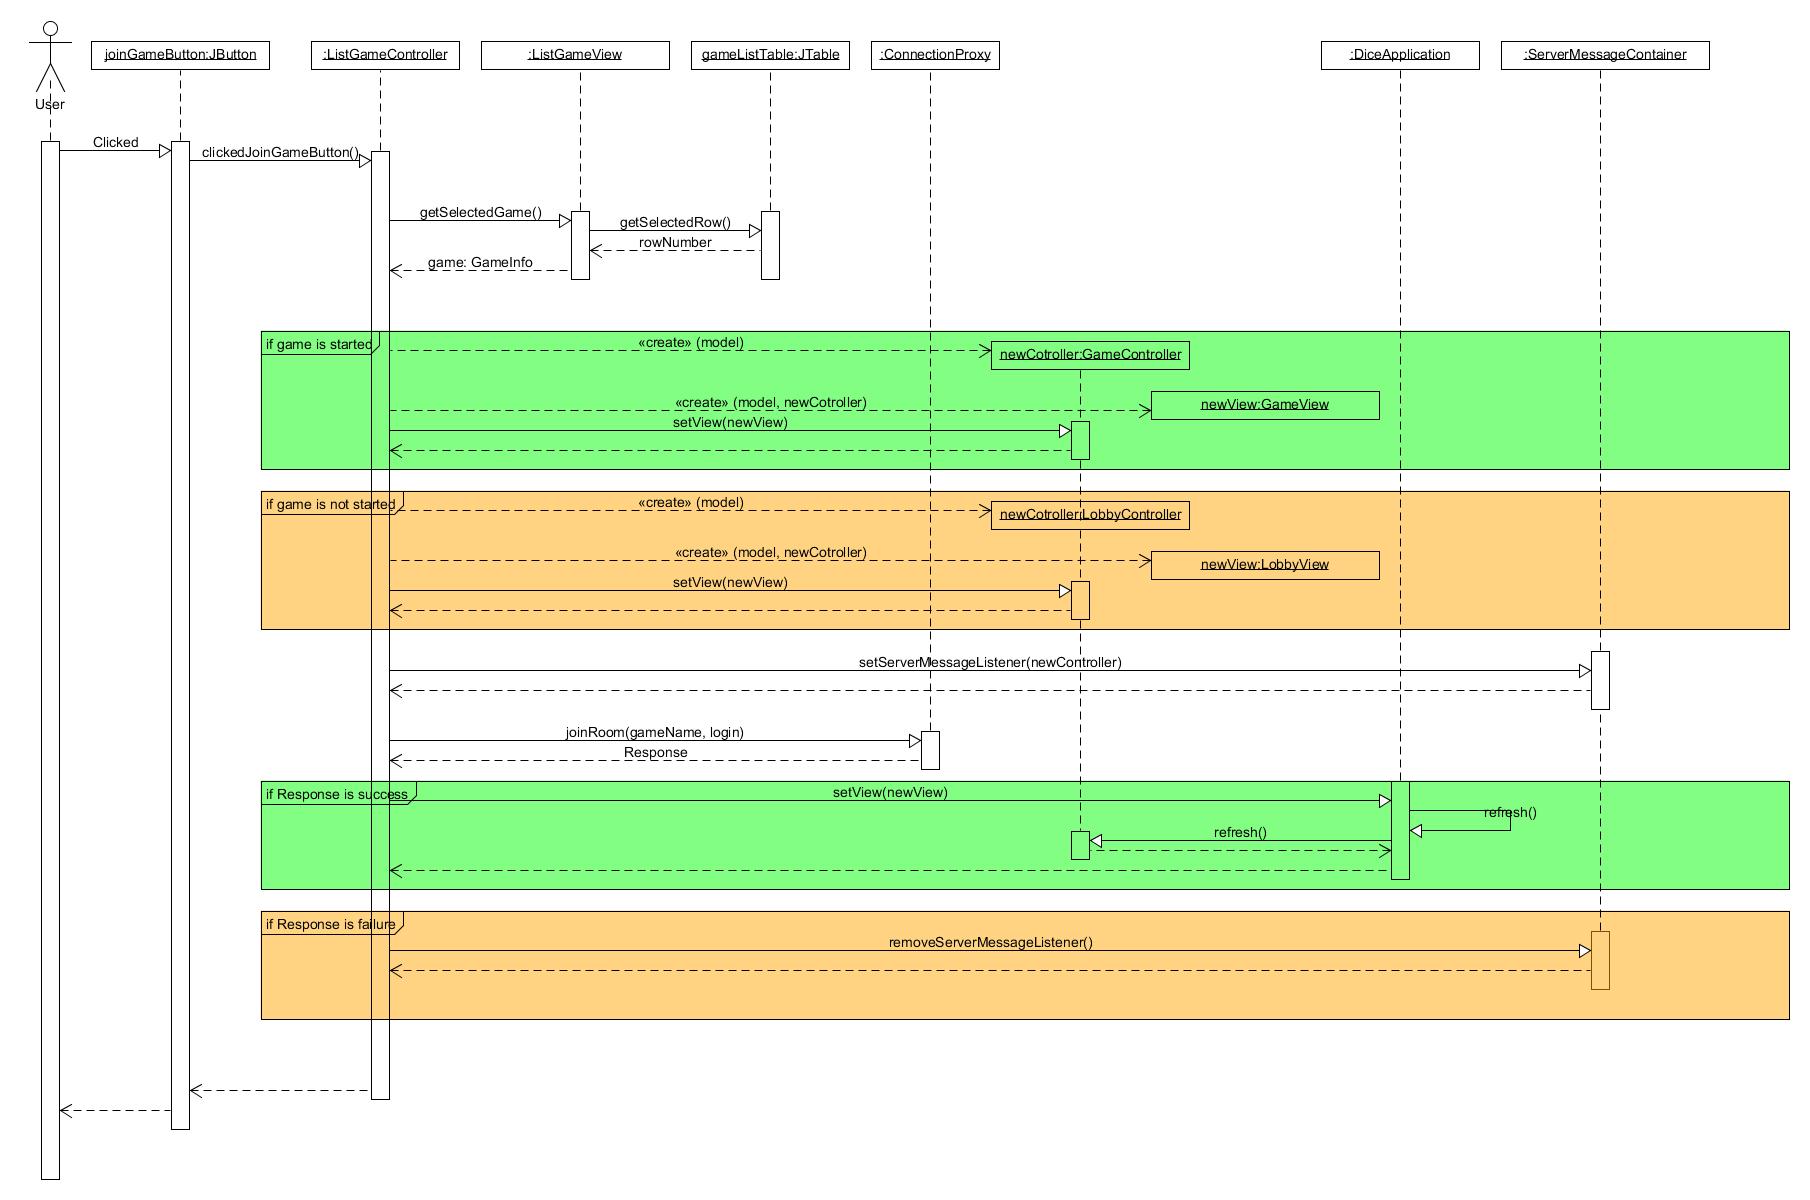 joinGameButton:JButton
:ListGameController
:ListGameView
gameListTable:JTable
:ConnectionProxy
:DiceApplication
:ServerMessageContainer
User
Clicked
clickedJoinGameButton()
getSelectedGame()
getSelectedRow()
rowNumber
game: GameInfo
if game is started
«create» (model)
newCotroller:GameController
«create» (model, newCotroller)
newView:GameView
setView(newView)
if game is not started
«create» (model)
newCotroller:LobbyController
«create» (model, newCotroller)
newView:LobbyView
setView(newView)
setServerMessageListener(newController)
joinRoom(gameName, login)
Response
if Response is success
setView(newView)
refresh()
refresh()
if Response is failure
removeServerMessageListener()